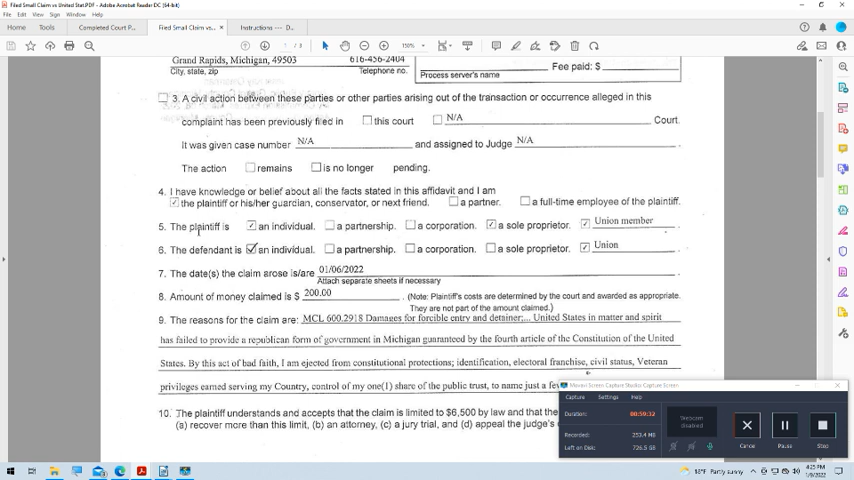 Filed Small Claim vs United Stat.PDF - Adobe Acrobat Reader DC (64-bit)
File Edit View Sign Window Help
Home Tools Completed Court P... Filed Small Claim vs... × Instructions --- D...
/ 8 150%
Grand Rapids, Michigan, 49503 616-456-2404
City, state, zip Telephone no.
Process server's name Fee paid: $
3. A civil action between these parties or other parties arising out of the transaction or occurrence alleged in this
complaint has been previously filed in this court N/A Court.
It was given case number N/A and assigned to Judge N/A
The action remains is no longer pending.
4. I have knowledge or belief about all the facts stated in this affidavit and I am
the plaintiff or his/her guardian, conservator, or next friend. a partner. a full-time employee of the plaintiff.
5. The plaintiff is an individual. a partnership. a corporation. a sole proprietor. Union member
6. The defendant is an individual. a partnership. a corporation. a sole proprietor. Union
7. The date(s) the claim arose is/are 01/06/2022
Attach separate sheets if necessary
8. Amount of money claimed is $ 200.00 (Note: Plaintiff's costs are determined by the court and awarded as appropriate.
They are not part of the amount claimed.)
9. The reasons for the claim are: MCL 600.2918 Damages for forcible entry and detainer;... United States in matter and spirit
has failed to provide a republican form of government in Michigan guaranteed by the fourth article of the Constitution of the United
States. By this act of bad faith, I am ejected from constitutional protections; identification, electoral franchise, civil status, Veteran
privileges earned serving my Country, control of my one(1) share of the public trust, to name just a fe
10. The plaintiff understands and accepts that the claim is limited to $6,500 by law and that the
(a) recover more than this limit, (b) an attorney, (c) a jury trial, and (d) appeal the judge's
Movavi Screen Capture Studio: Capture Screen
Capture Settings Help
Duration: 00:59:32
Recorded: 253.4 MB
Left on Disk: 726.5 GB
Webcam disabled
Cancel Pause Stop
18°F Partly sunny
4:25 PM
1/9/2022